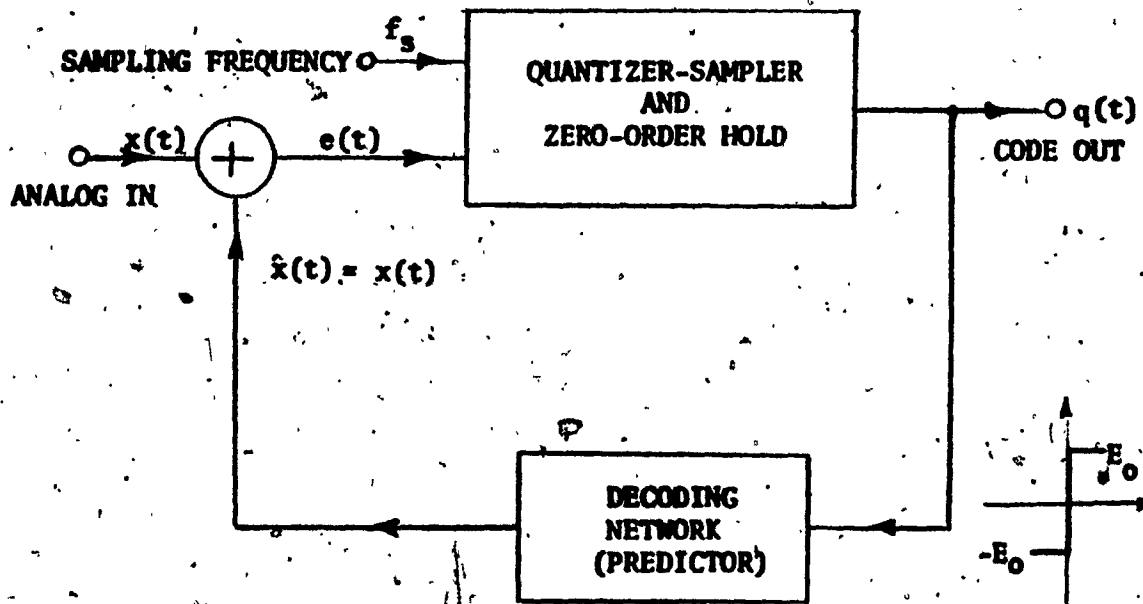 f_s
SAMPLING FREQUENCY
QUANTIZER-SAMPLER
AND
ZERO-ORDER HOLD
q(t)
CODE OUT
x(t)
+
e(t)
ANALOG IN
x̂(t) = x(t)
DECODING
NETWORK
(PREDICTOR)
E_o
-E_o